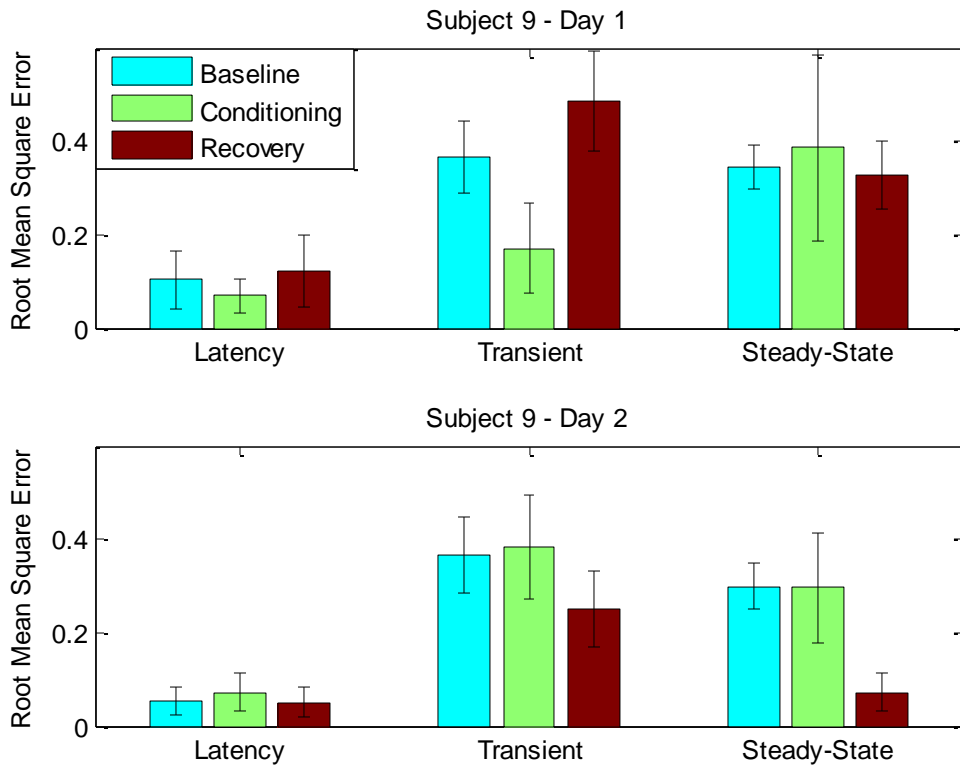 Subject 9 - Day 1
Root Mean Square Error
0.4
0.2
0
Baseline
Conditioning
Recovery
Latency Transient Steady-State
Subject 9 - Day 2
Root Mean Square Error
0.4
0.2
0
Latency Transient Steady-State